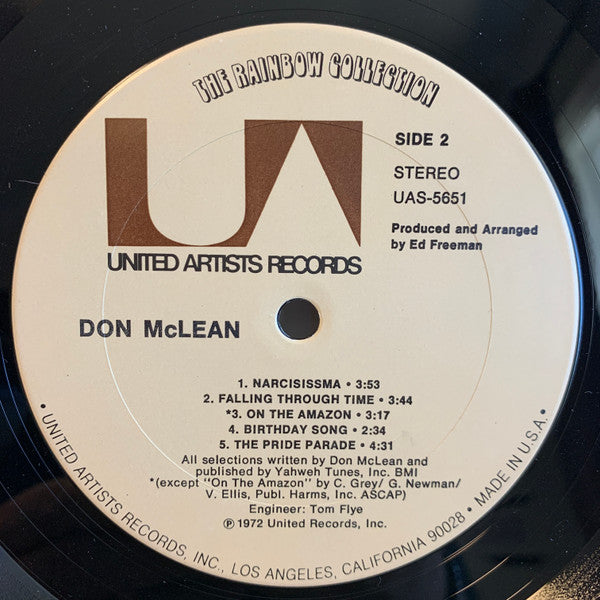 THE RAINBOW COLLECTION
UA
SIDE 2
STEREO
UAS-5651
Produced and Arranged
by Ed Freeman
UNITED ARTISTS RECORDS
DON McLEAN
1. NARCISISSMA • 3:53
2. FALLING THROUGH TIME • 3:44
*3. ON THE AMAZON • 3:17
4. BIRTHDAY SONG • 2:34
5. THE PRIDE PARADE • 4:31
All selections written by Don McLean and
published by Yahweh Tunes, Inc. BMI
*(except "On The Amazon" by C. Grey/ G. Newman/
V. Ellis, Publ. Harms, Inc. ASCAP)
Engineer: Tom Flye
℗ 1972 United Records, Inc.
• UNITED ARTISTS RECORDS, INC., LOS ANGELES, CALIFORNIA 90028 • MADE IN U.S.A. •